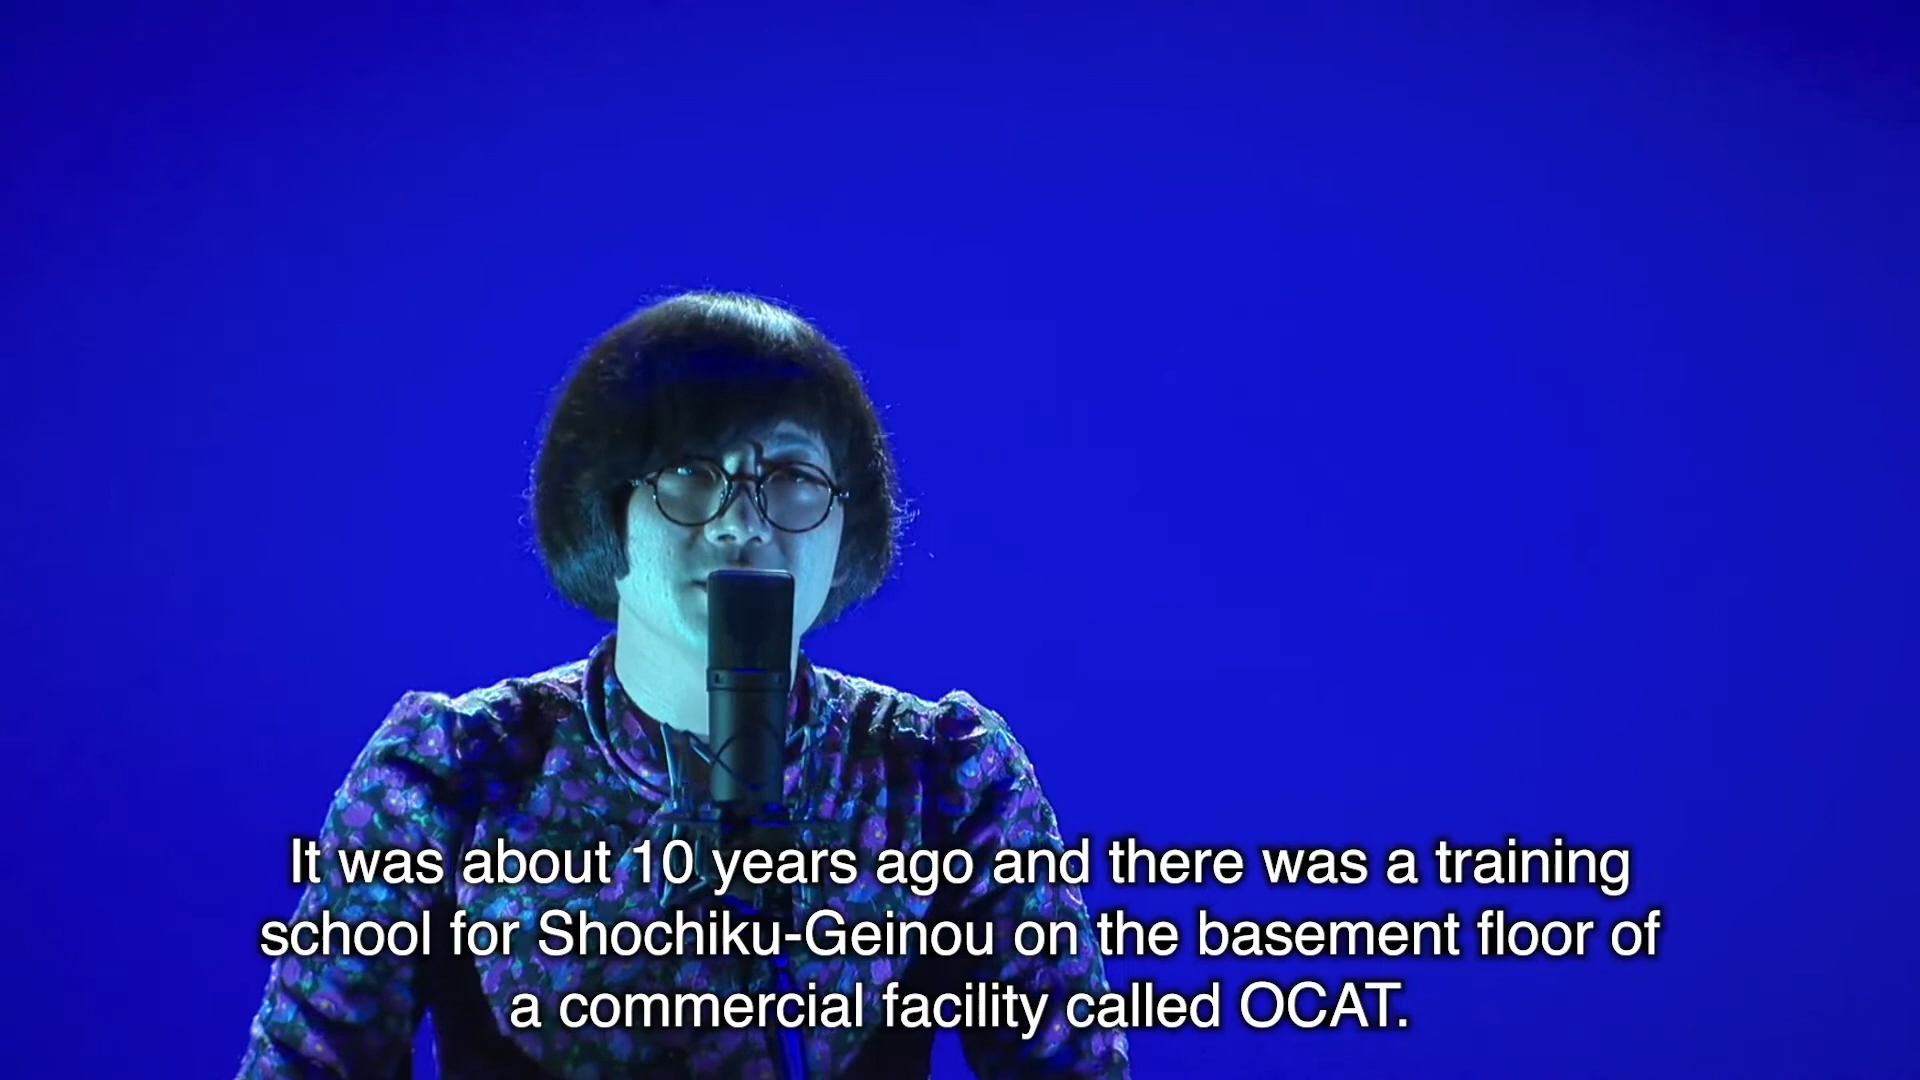 It was about 10 years ago and there was a training
school for Shochiku-Geinou on the basement floor of
a commercial facility called OCAT.